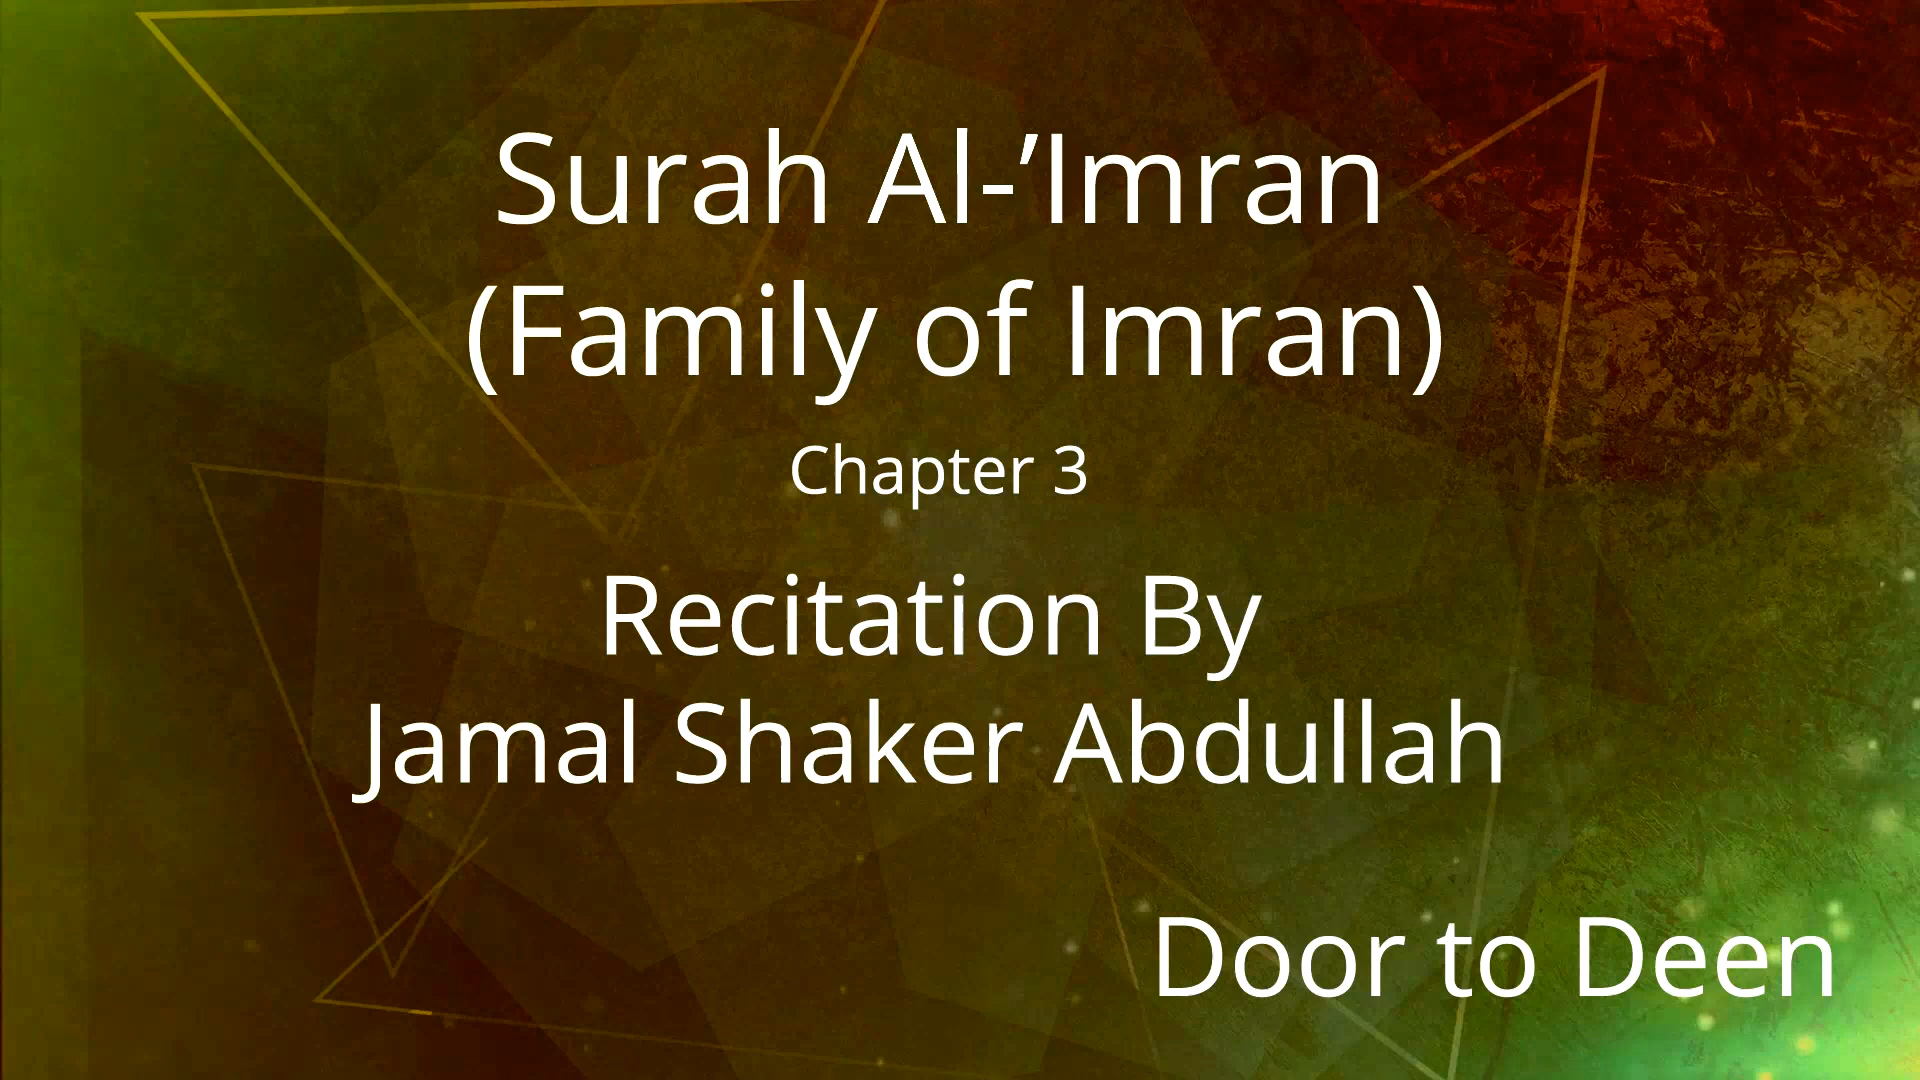 Surah Al-’Imran
(Family of Imran)
Chapter 3
Recitation By
Jamal Shaker Abdullah
Door to Deen